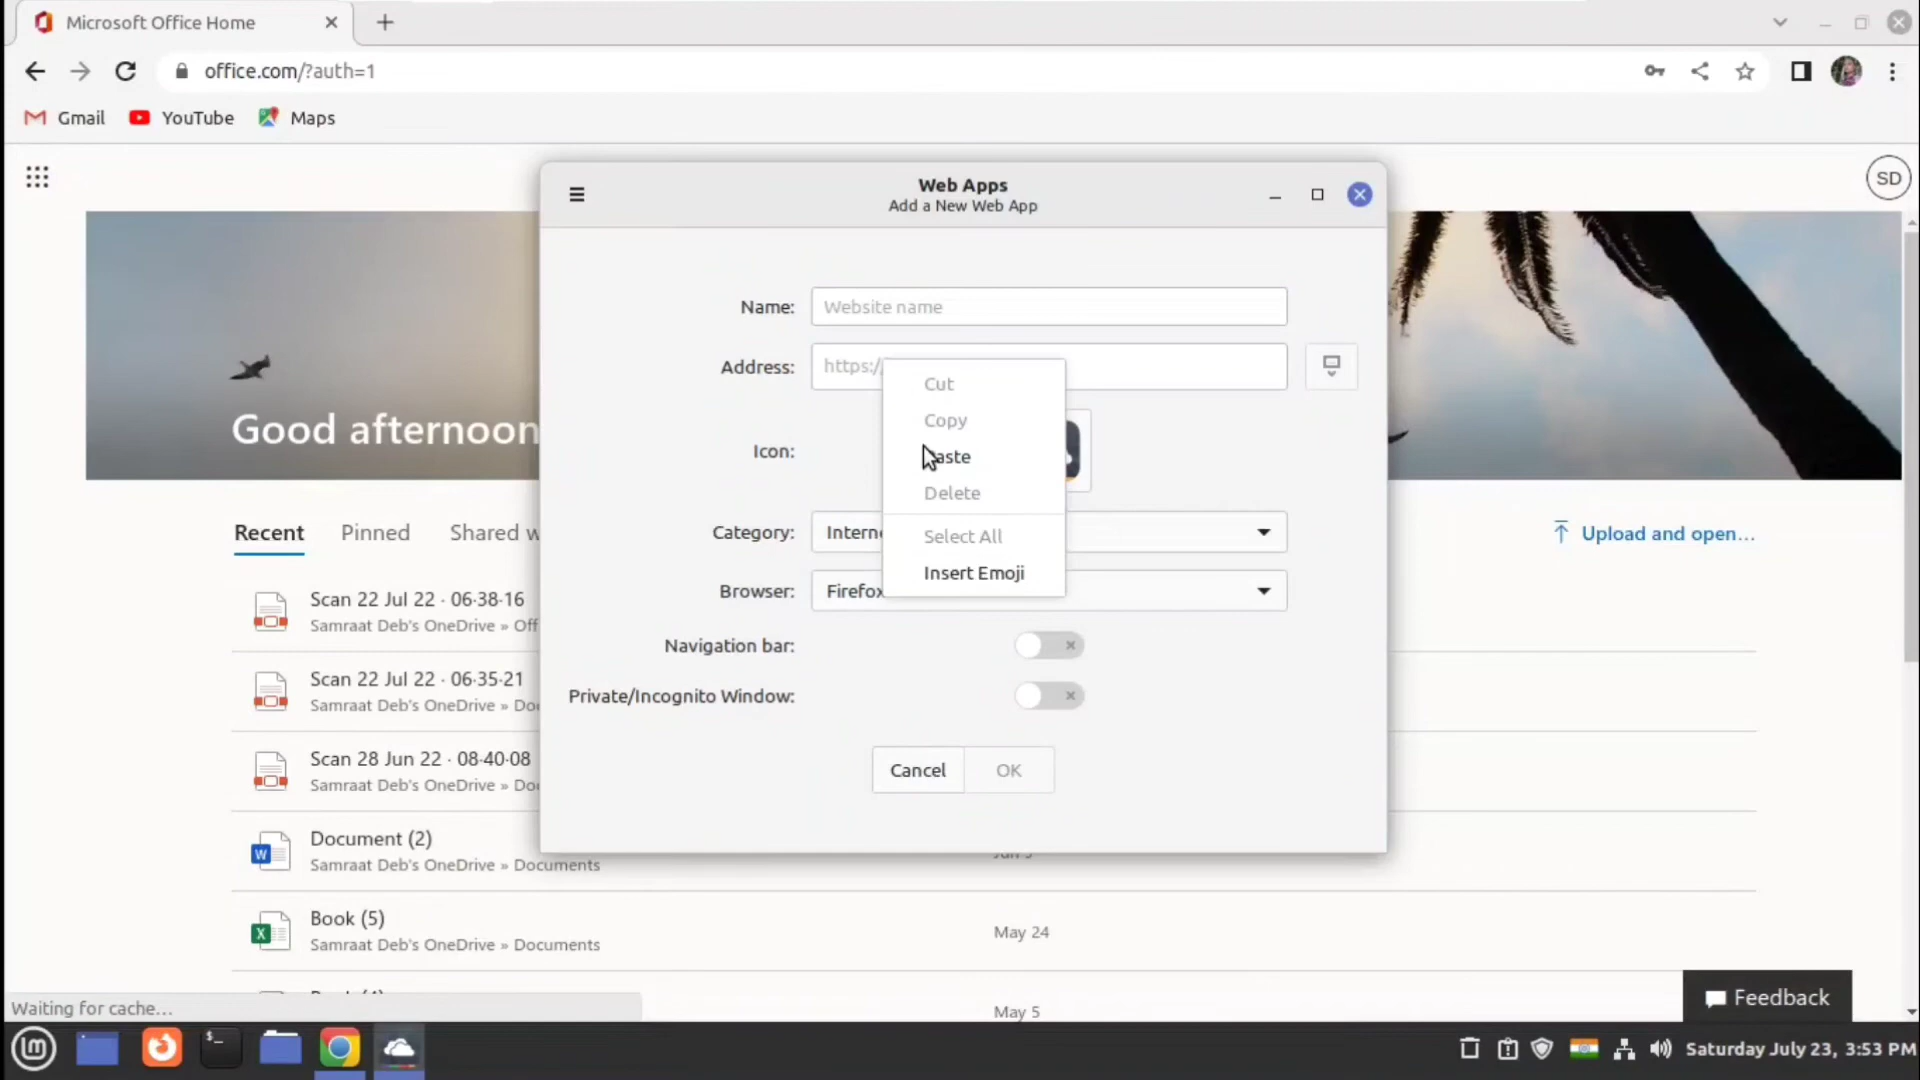 Microsoft Office Home
office.com/?auth=1
Gmail
YouTube
Maps
SD
Good afternoon
Recent
Pinned
Shared w
Upload and open...
Scan 22 Jul 22 · 06-38-16
Samraat Deb's OneDrive » Off
Scan 22 Jul 22 · 06-35-21
Samraat Deb's OneDrive » Do
Scan 28 Jun 22 · 08-40-08
Samraat Deb's OneDrive » Do
Document (2)
Samraat Deb's OneDrive » Documents
Book (5)
Samraat Deb's OneDrive » Documents
May 24
May 5
Waiting for cache...
Feedback
Web Apps
Add a New Web App
Name:
Website name
Address:
https://
Icon:
Category:
Interne
Browser:
Firefox
Navigation bar:
Private/Incognito Window:
Cancel
OK
Cut
Copy
aste
Delete
Select All
Insert Emoji
Saturday July 23, 3:53 PM